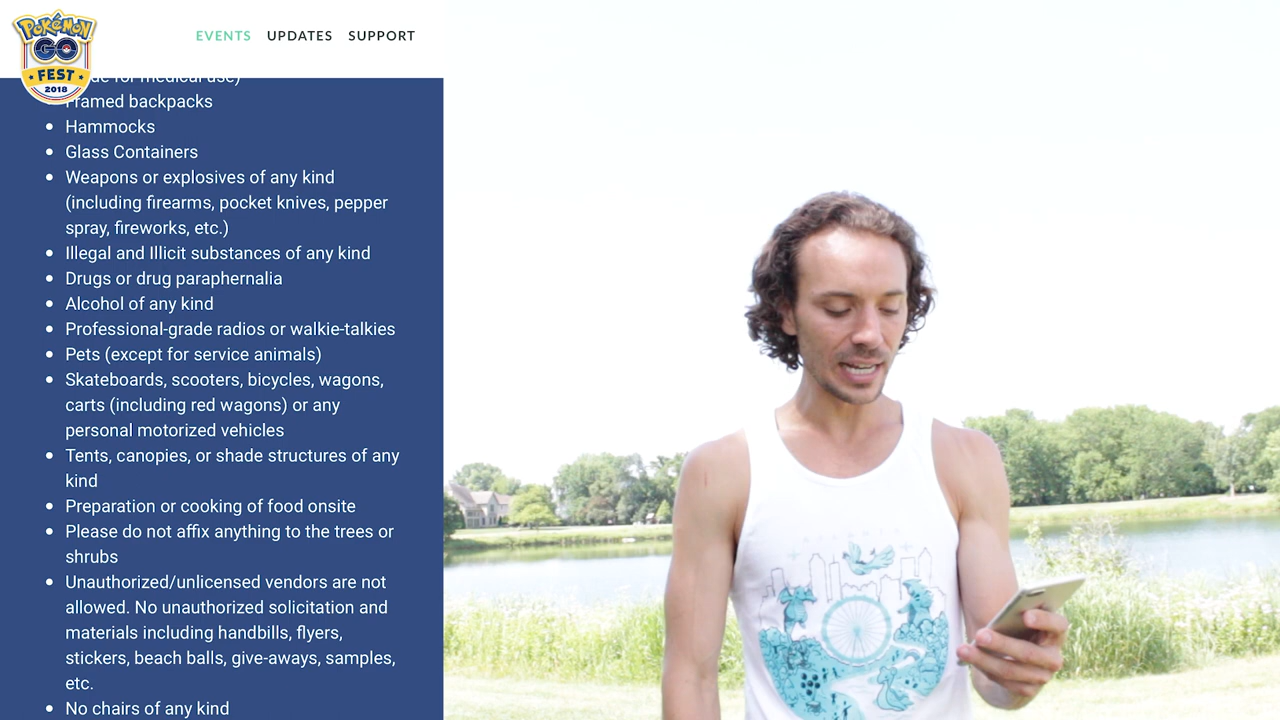 POKÉMON
GO
FEST
2018
EVENTS UPDATES SUPPORT
for medical use)
Framed backpacks
• Hammocks
• Glass Containers
• Weapons or explosives of any kind
(including firearms, pocket knives, pepper
spray, fireworks, etc.)
• Illegal and Illicit substances of any kind
• Drugs or drug paraphernalia
• Alcohol of any kind
• Professional-grade radios or walkie-talkies
• Pets (except for service animals)
• Skateboards, scooters, bicycles, wagons,
carts (including red wagons) or any
personal motorized vehicles
• Tents, canopies, or shade structures of any
kind
• Preparation or cooking of food onsite
• Please do not affix anything to the trees or
shrubs
• Unauthorized/unlicensed vendors are not
allowed. No unauthorized solicitation and
materials including handbills, flyers,
stickers, beach balls, give-aways, samples,
etc.
• No chairs of any kind